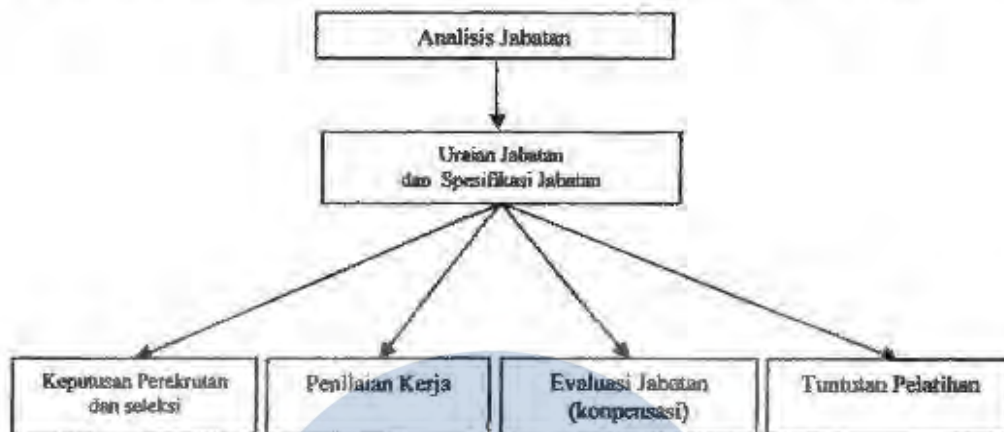 Analisis Jabatan
Uraian Jabatan
dan Spesifikasi Jabatan
Keputusan Perekrutan
dan seleksi
Penilaian Kerja
Evaluasi Jabatan
(konpensasi)
Tuntutan Pelatihan